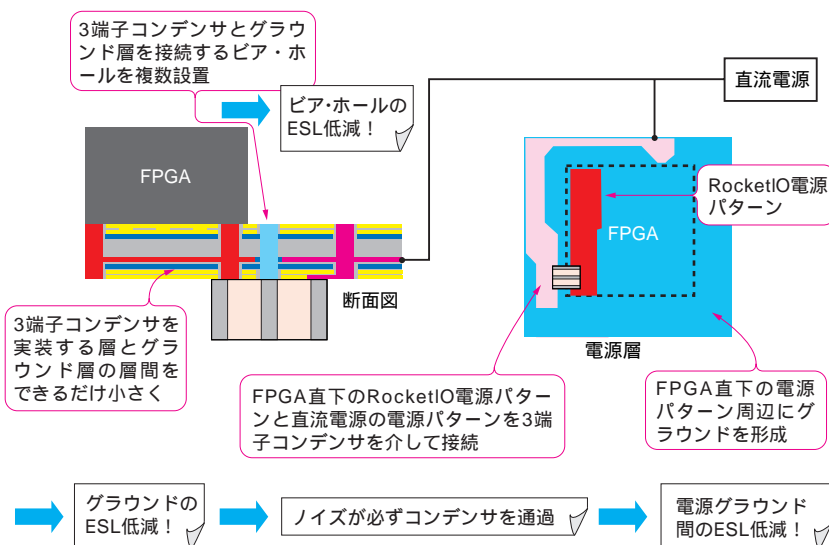 3端子コンデンサとグラウ
ンド層を接続するビア・ホ
ールを複数設置
ビア・ホールの
ESL低減！
直流電源
FPGA
RocketIO電源
パターン
FPGA
断面図
電源層
3端子コンデンサを
実装する層とグラ
ウンド層の層間を
できるだけ小さく
FPGA直下のRocketIO電源パター
ンと直流電源の電源パターンを3端
子コンデンサを介して接続
FPGA直下の電源
パターン周辺にグ
ラウンドを形成
グラウンドの
ESL低減！
ノイズが必ずコンデンサを通過
電源グラウンド
間のESL低減！